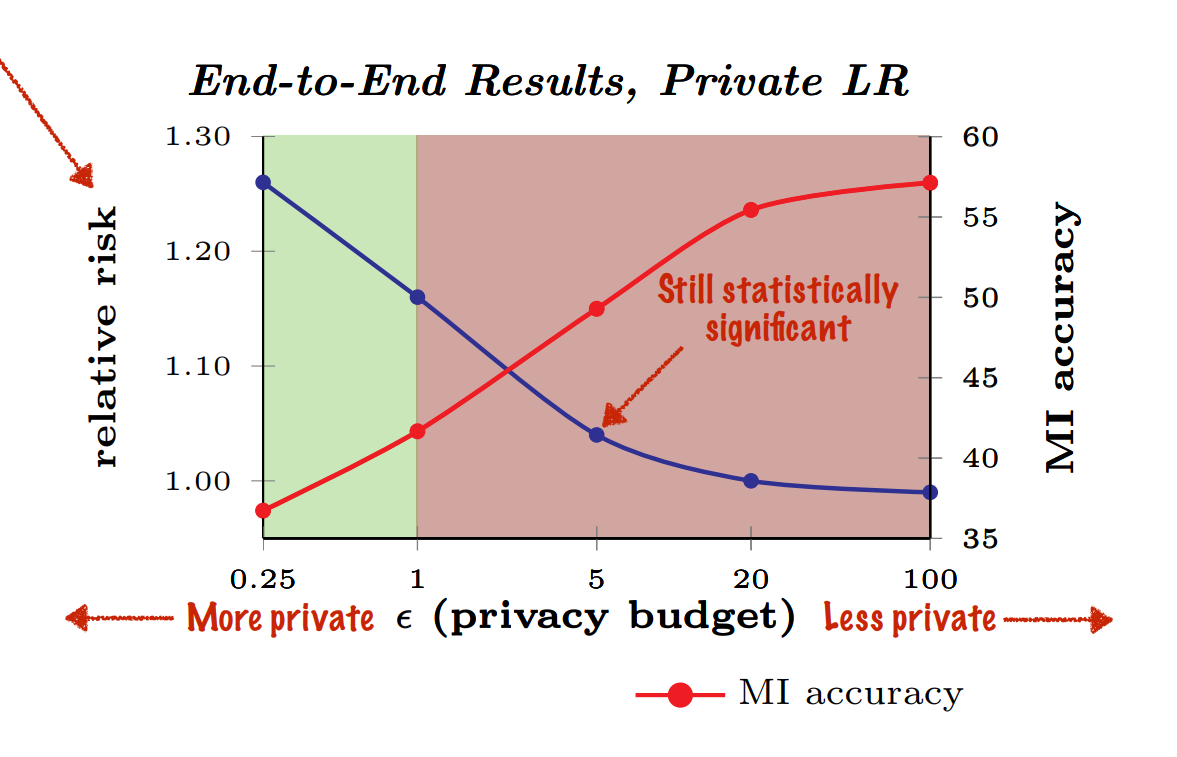 End-to-End Results, Private LR
1.30
1.20
1.10
1.00
relative risk
60
55
50
45
40
35
MI accuracy
Still statistically
significant
0.25 1 5 20 100
More private ϵ (privacy budget) Less private
MI accuracy